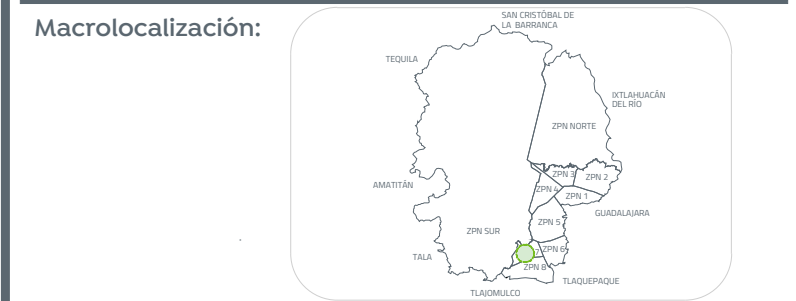 Macrolocalización:
SAN CRISTÓBAL DE
LA BARRANCA
TEQUILA
IXTLAHUACÁN
DEL RÍO
ZPN NORTE
ZPN 3
ZPN 2
AMATITÁN
ZPN 4
ZPN 1
GUADALAJARA
ZPN 5
ZPN SUR
ZPN 6
7
TALA
ZPN 8
TLAQUEPAQUE
TLAJOMULCO